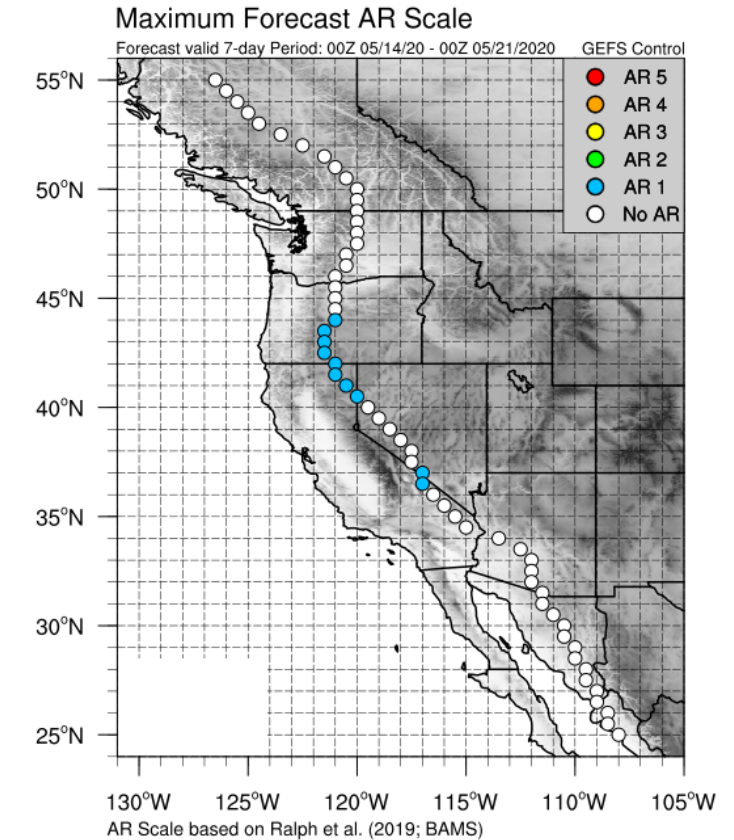 Maximum Forecast AR Scale
Forecast valid 7-day Period: 00Z 05/14/20 - 00Z 05/21/2020 GEFS Control
AR 5
AR 4
AR 3
AR 2
AR 1
No AR
55°N
50°N
45°N
40°N
35°N
30°N
25°N
130°W 125°W 120°W 115°W 110°W 105°W
AR Scale based on Ralph et al. (2019; BAMS)